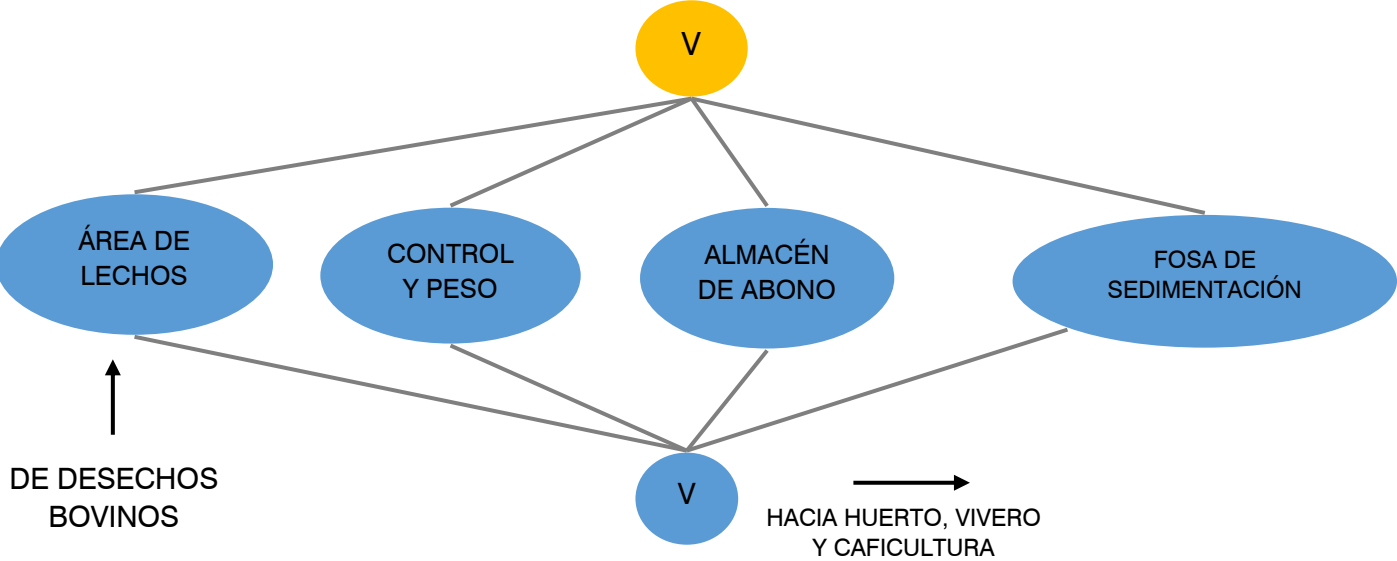 V
ÁREA DE
LECHOS
CONTROL
Y PESO
ALMACÉN
DE ABONO
FOSA DE
SEDIMENTACIÓN
DE DESECHOS
BOVINOS
V
HACIA HUERTO, VIVERO
Y CAFICULTURA